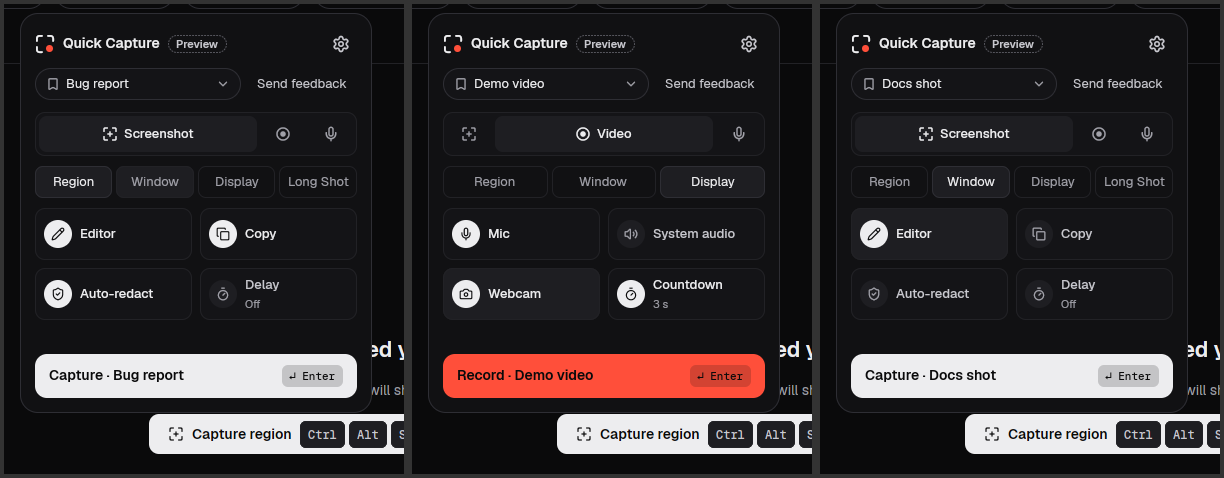 Quick Capture Preview
Bug report Send feedback
Screenshot
Region Window Display Long Shot
Editor Copy
Auto-redact Delay
Off
Capture · Bug report ↵ Enter
Capture region Ctrl Alt
Quick Capture Preview
Demo video Send feedback
Video
Region Window Display
Mic System audio
Webcam Countdown
3 s
Record · Demo video ↵ Enter
Capture region Ctrl Alt
Quick Capture Preview
Docs shot Send feedback
Screenshot
Region Window Display Long Shot
Editor Copy
Auto-redact Delay
Off
Capture · Docs shot ↵ Enter
Capture region Ctrl Alt